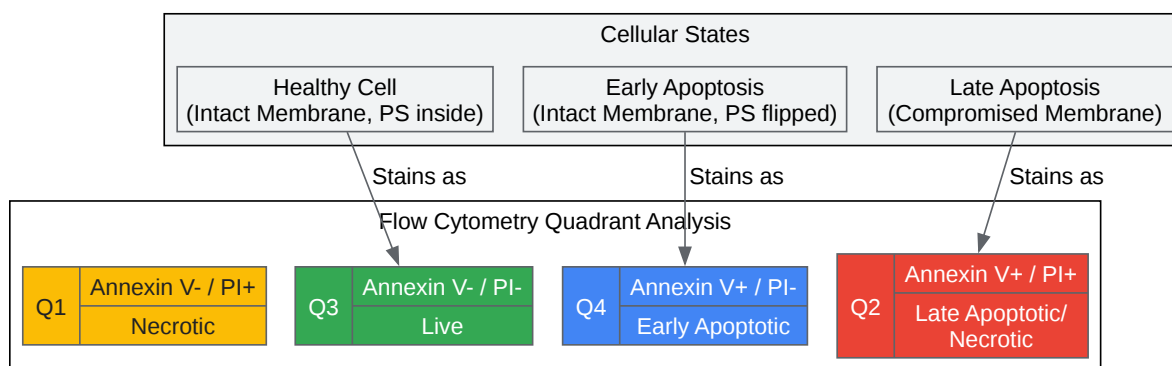 Cellular States
Healthy Cell
(Intact Membrane, PS inside)
Early Apoptosis
(Intact Membrane, PS flipped)
Late Apoptosis
(Compromised Membrane)
Stains as
Stains as
Stains as
Flow Cytometry Quadrant Analysis
Q1
Annexin V- / PI+
Necrotic
Q3
Annexin V- / PI-
Live
Q4
Annexin V+ / PI-
Early Apoptotic
Q2
Annexin V+ / PI+
Late Apoptotic/
Necrotic